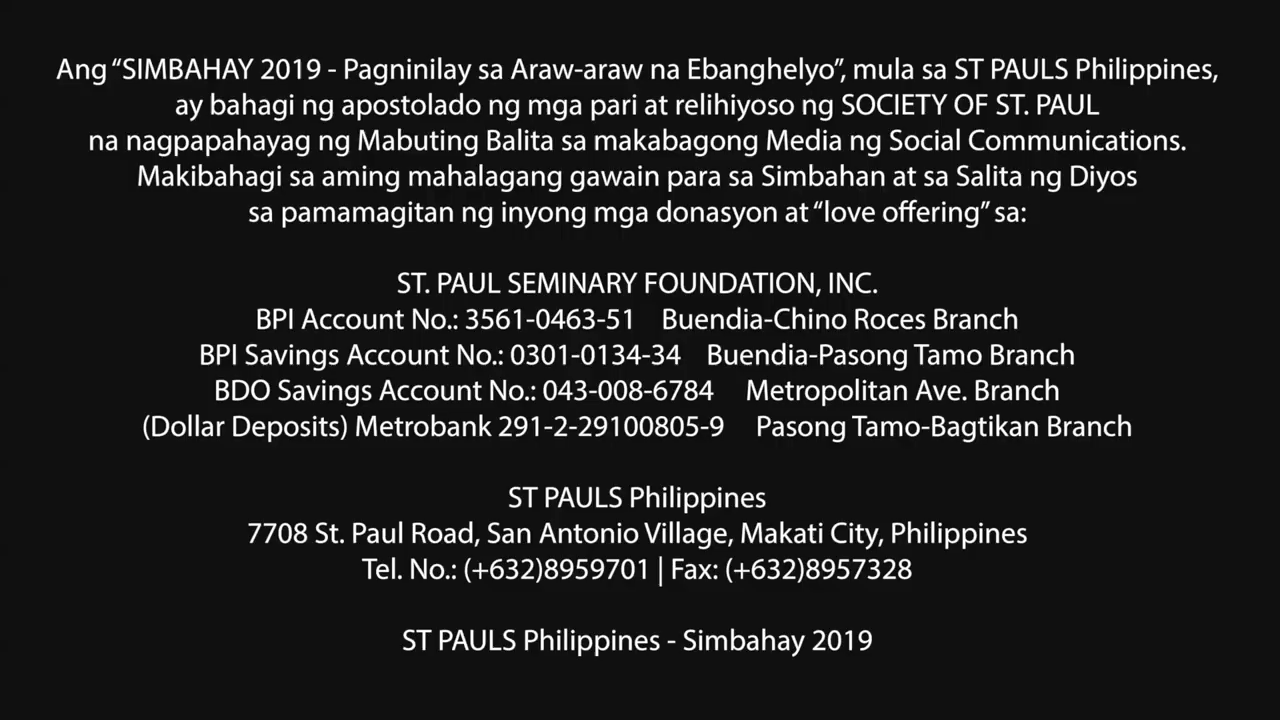 Ang “SIMBAHAY 2019 - Pagninilay sa Araw-araw na Ebanghelyo”, mula sa ST PAULS Philippines,
ay bahagi ng apostolado ng mga pari at relihiyoso ng SOCIETY OF ST. PAUL
na nagpapahayag ng Mabuting Balita sa makabagong Media ng Social Communications.
Makibahagi sa aming mahalagang gawain para sa Simbahan at sa Salita ng Diyos
sa pamamagitan ng inyong mga donasyon at “love offering” sa:
ST. PAUL SEMINARY FOUNDATION, INC.
BPI Account No.: 3561-0463-51 Buendia-Chino Roces Branch
BPI Savings Account No.: 0301-0134-34 Buendia-Pasong Tamo Branch
BDO Savings Account No.: 043-008-6784 Metropolitan Ave. Branch
(Dollar Deposits) Metrobank 291-2-29100805-9 Pasong Tamo-Bagtikan Branch
ST PAULS Philippines
7708 St. Paul Road, San Antonio Village, Makati City, Philippines
Tel. No.: (+632)8959701 | Fax: (+632)8957328
ST PAULS Philippines - Simbahay 2019